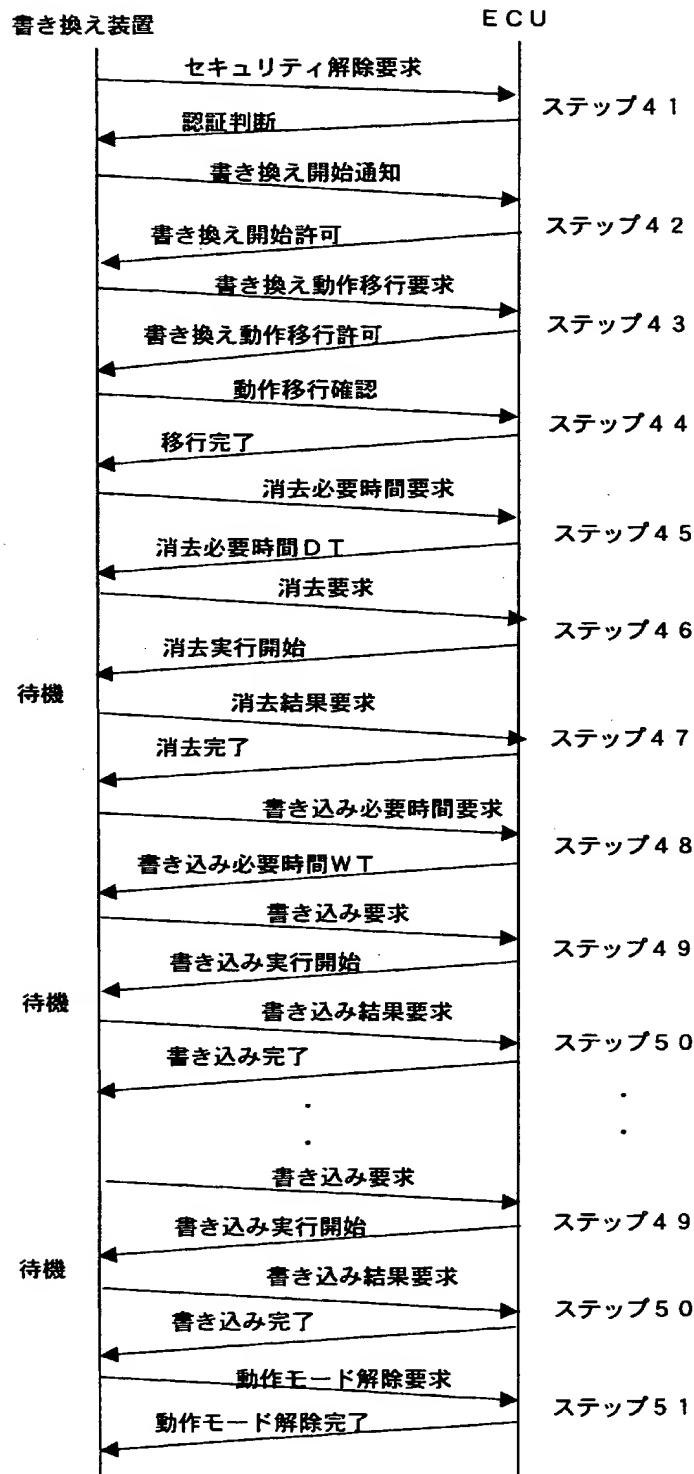 書き換え装置
ＥＣＵ
セキュリティ解除要求
ステップ４１
認証判断
書き換え開始通知
ステップ４２
書き換え開始許可
書き換え動作移行要求
ステップ４３
書き換え動作移行許可
動作移行確認
ステップ４４
移行完了
消去必要時間要求
ステップ４５
消去必要時間ＤＴ
消去要求
ステップ４６
消去実行開始
待機
消去結果要求
ステップ４７
消去完了
書き込み必要時間要求
ステップ４８
書き込み必要時間ＷＴ
書き込み要求
ステップ４９
書き込み実行開始
待機
書き込み結果要求
ステップ５０
書き込み完了
書き込み要求
ステップ４９
書き込み実行開始
待機
書き込み結果要求
ステップ５０
書き込み完了
動作モード解除要求
ステップ５１
動作モード解除完了